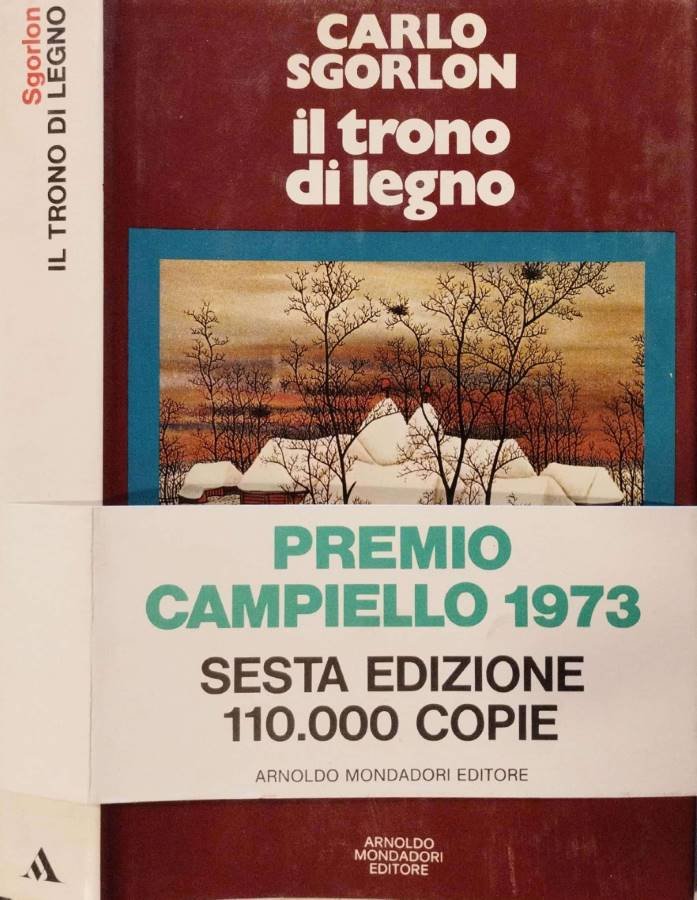 Sgorlon
IL TRONO DI LEGNO
CARLO
SGORLON
il trono
di legno
PREMIO
CAMPIELLO 1973
SESTA EDIZIONE
110.000 COPIE
ARNOLDO MONDADORI EDITORE
ARNOLDO
MONDADORI
EDITORE